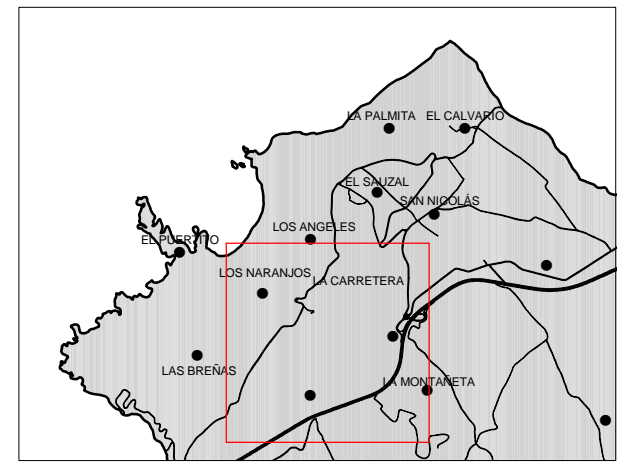 LA PALMITA
EL CALVARIO
EL SAUZAL
SAN NICOLÁS
LOS ANGELES
EL PUERTITO
LOS NARANJOS
LA CARRETERA
LAS BREÑAS
LA MONTAÑETA